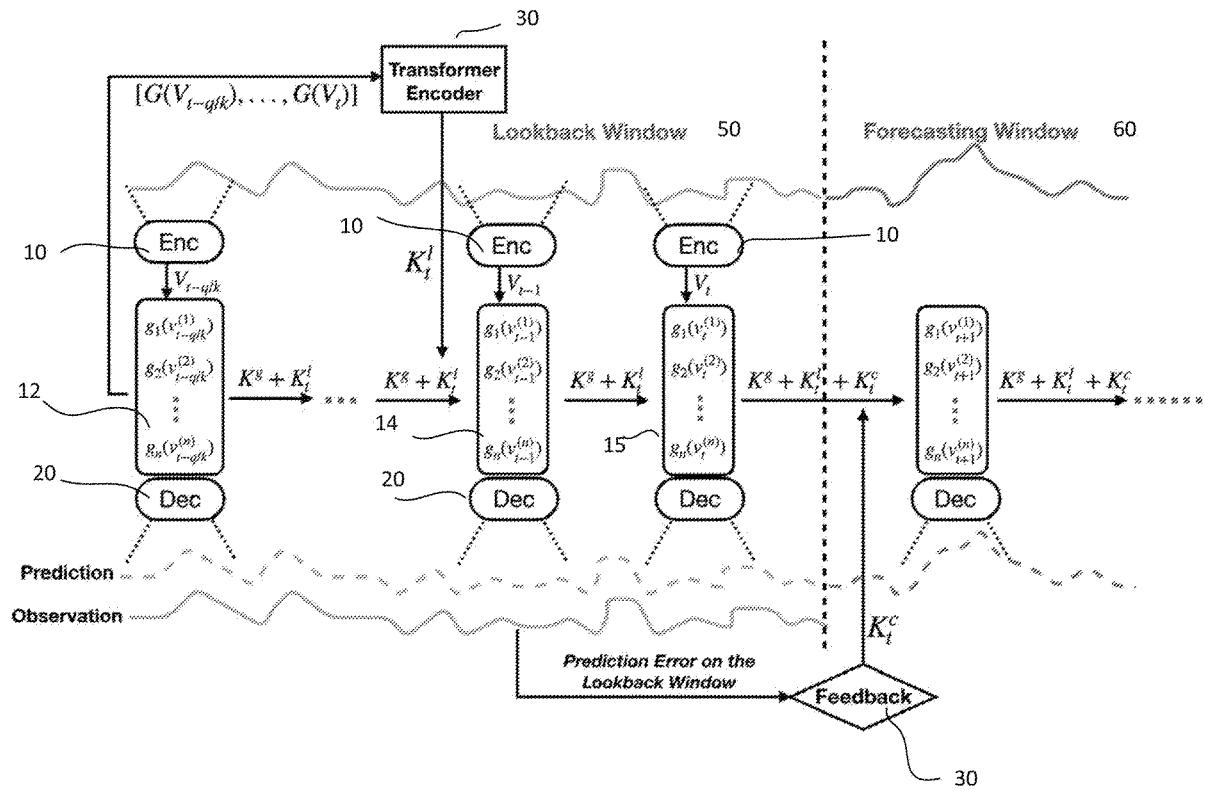 30
Transformer
Encoder
[G(V_{t-q/k}), . . . , G(V_t)]
Lookback Window 50
Forecasting Window 60
10 Enc
10 Enc
Enc 10
K_t^l
V_{t-q/k}
V_{t-1}
V_t
g_1(v_{t-q/k}^{(1)})
g_2(v_{t-q/k}^{(2)})
g_n(v_{t-q/k}^{(n)})
12
K^g + K_t^l
K^g + K_t^l
g_1(v_{t-1}^{(1)})
g_2(v_{t-1}^{(2)})
g_n(v_{t-1}^{(n)})
14
K^g + K_t^l
g_1(v_t^{(1)})
g_2(v_t^{(2)})
g_n(v_t^{(n)})
15
K^g + K_t^l + K_t^c
g_1(v_{t+1}^{(1)})
g_2(v_{t+1}^{(2)})
g_n(v_{t+1}^{(n)})
K^g + K_t^l + K_t^c
20 Dec
20 Dec
Dec
Dec
Prediction
Observation
K_t^c
Prediction Error on the
Lookback Window
Feedback
30